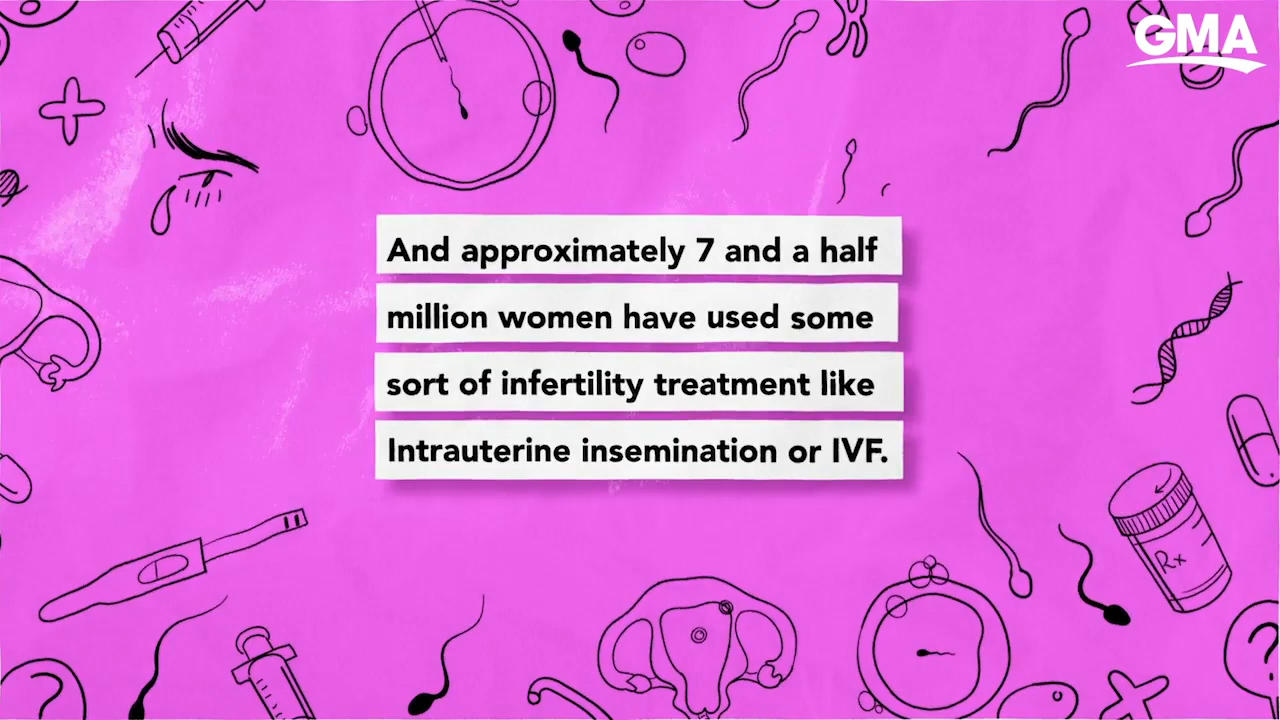 GMA
And approximately 7 and a half
million women have used some
sort of infertility treatment like
Intrauterine insemination or IVF.
Rx
?
?